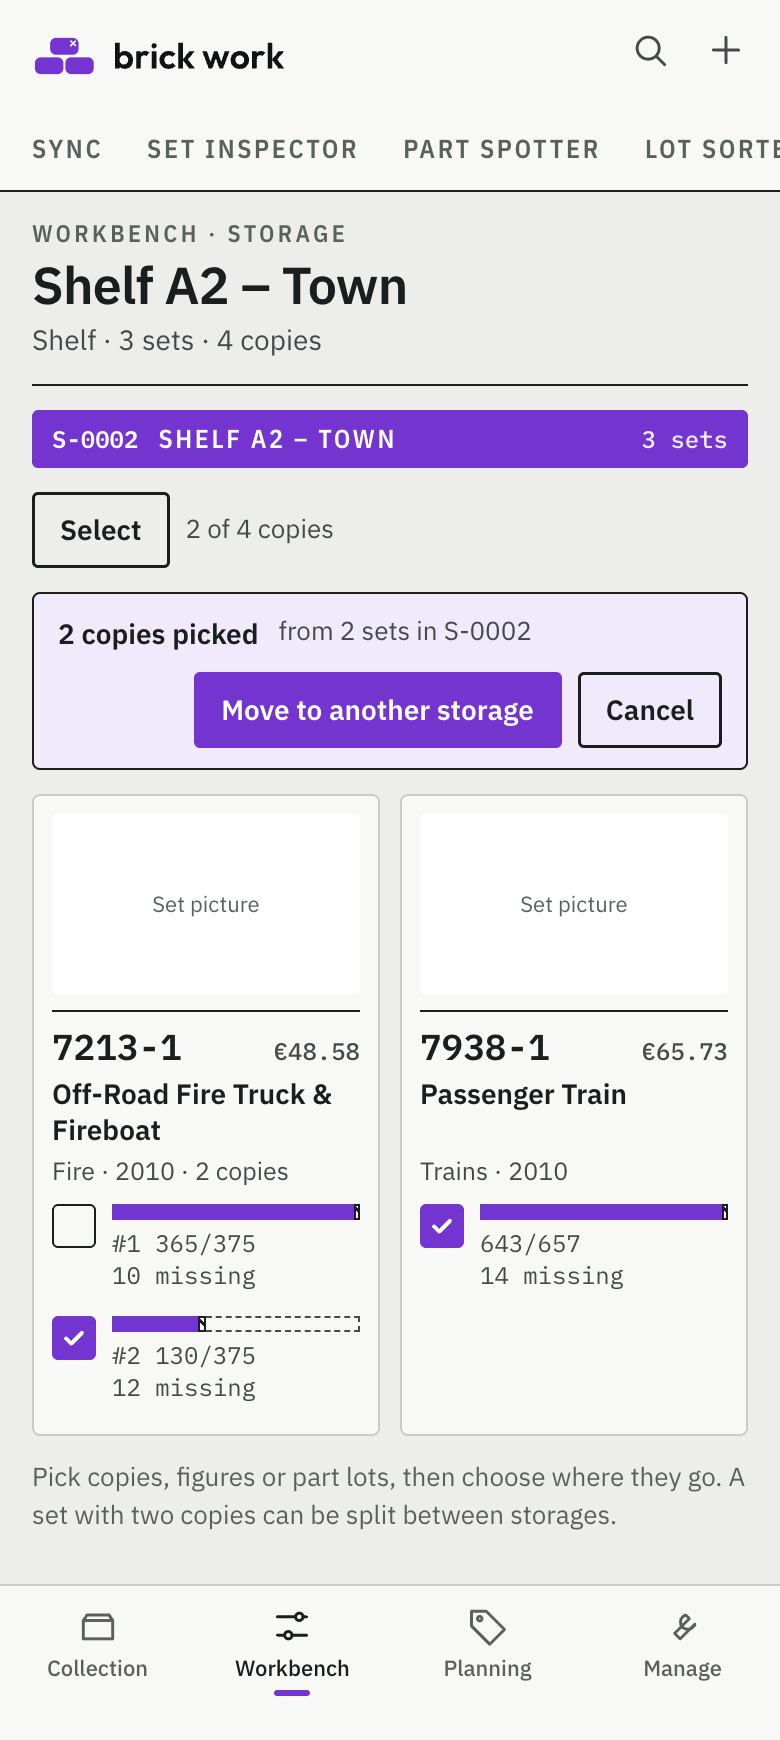 brick work
SYNC SET INSPECTOR PART SPOTTER LOT SORTE
WORKBENCH · STORAGE
Shelf A2 – Town
Shelf · 3 sets · 4 copies
S-0002 SHELF A2 – TOWN 3 sets
Select 2 of 4 copies
2 copies picked from 2 sets in S-0002
Move to another storage Cancel
Set picture
7213-1 €48.58
Off-Road Fire Truck &
Fireboat
Fire · 2010 · 2 copies
#1 365/375
10 missing
#2 130/375
12 missing
Set picture
7938-1 €65.73
Passenger Train
Trains · 2010
643/657
14 missing
Pick copies, figures or part lots, then choose where they go. A
set with two copies can be split between storages.
Collection Workbench Planning Manage